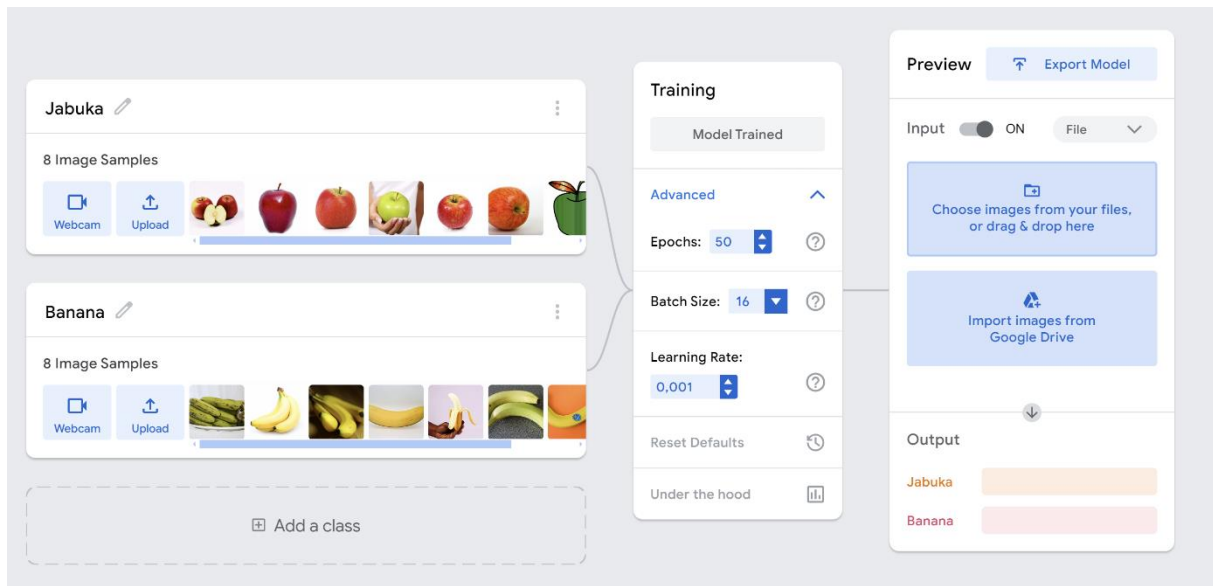 Jabuka
8 Image Samples
Webcam
Upload
Banana
8 Image Samples
Webcam
Upload
Add a class
Training
Model Trained
Advanced
Epochs: 50
Batch Size: 16
Learning Rate:
0,001
Reset Defaults
Under the hood
Preview
Export Model
Input ON File
Choose images from your files,
or drag & drop here
Import images from
Google Drive
Output
Jabuka
Banana